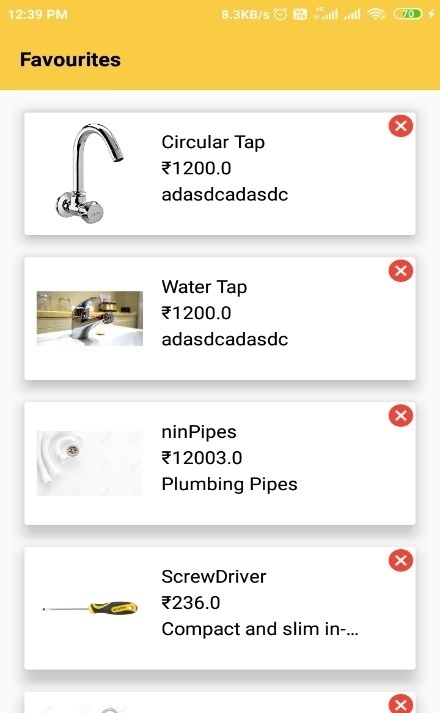 12:39 PM 8.3KB/s 4G 70
Favourites
Circular Tap
₹1200.0
adasdcadasdc
Water Tap
₹1200.0
adasdcadasdc
ninPipes
₹12003.0
Plumbing Pipes
ScrewDriver
₹236.0
Compact and slim in-...